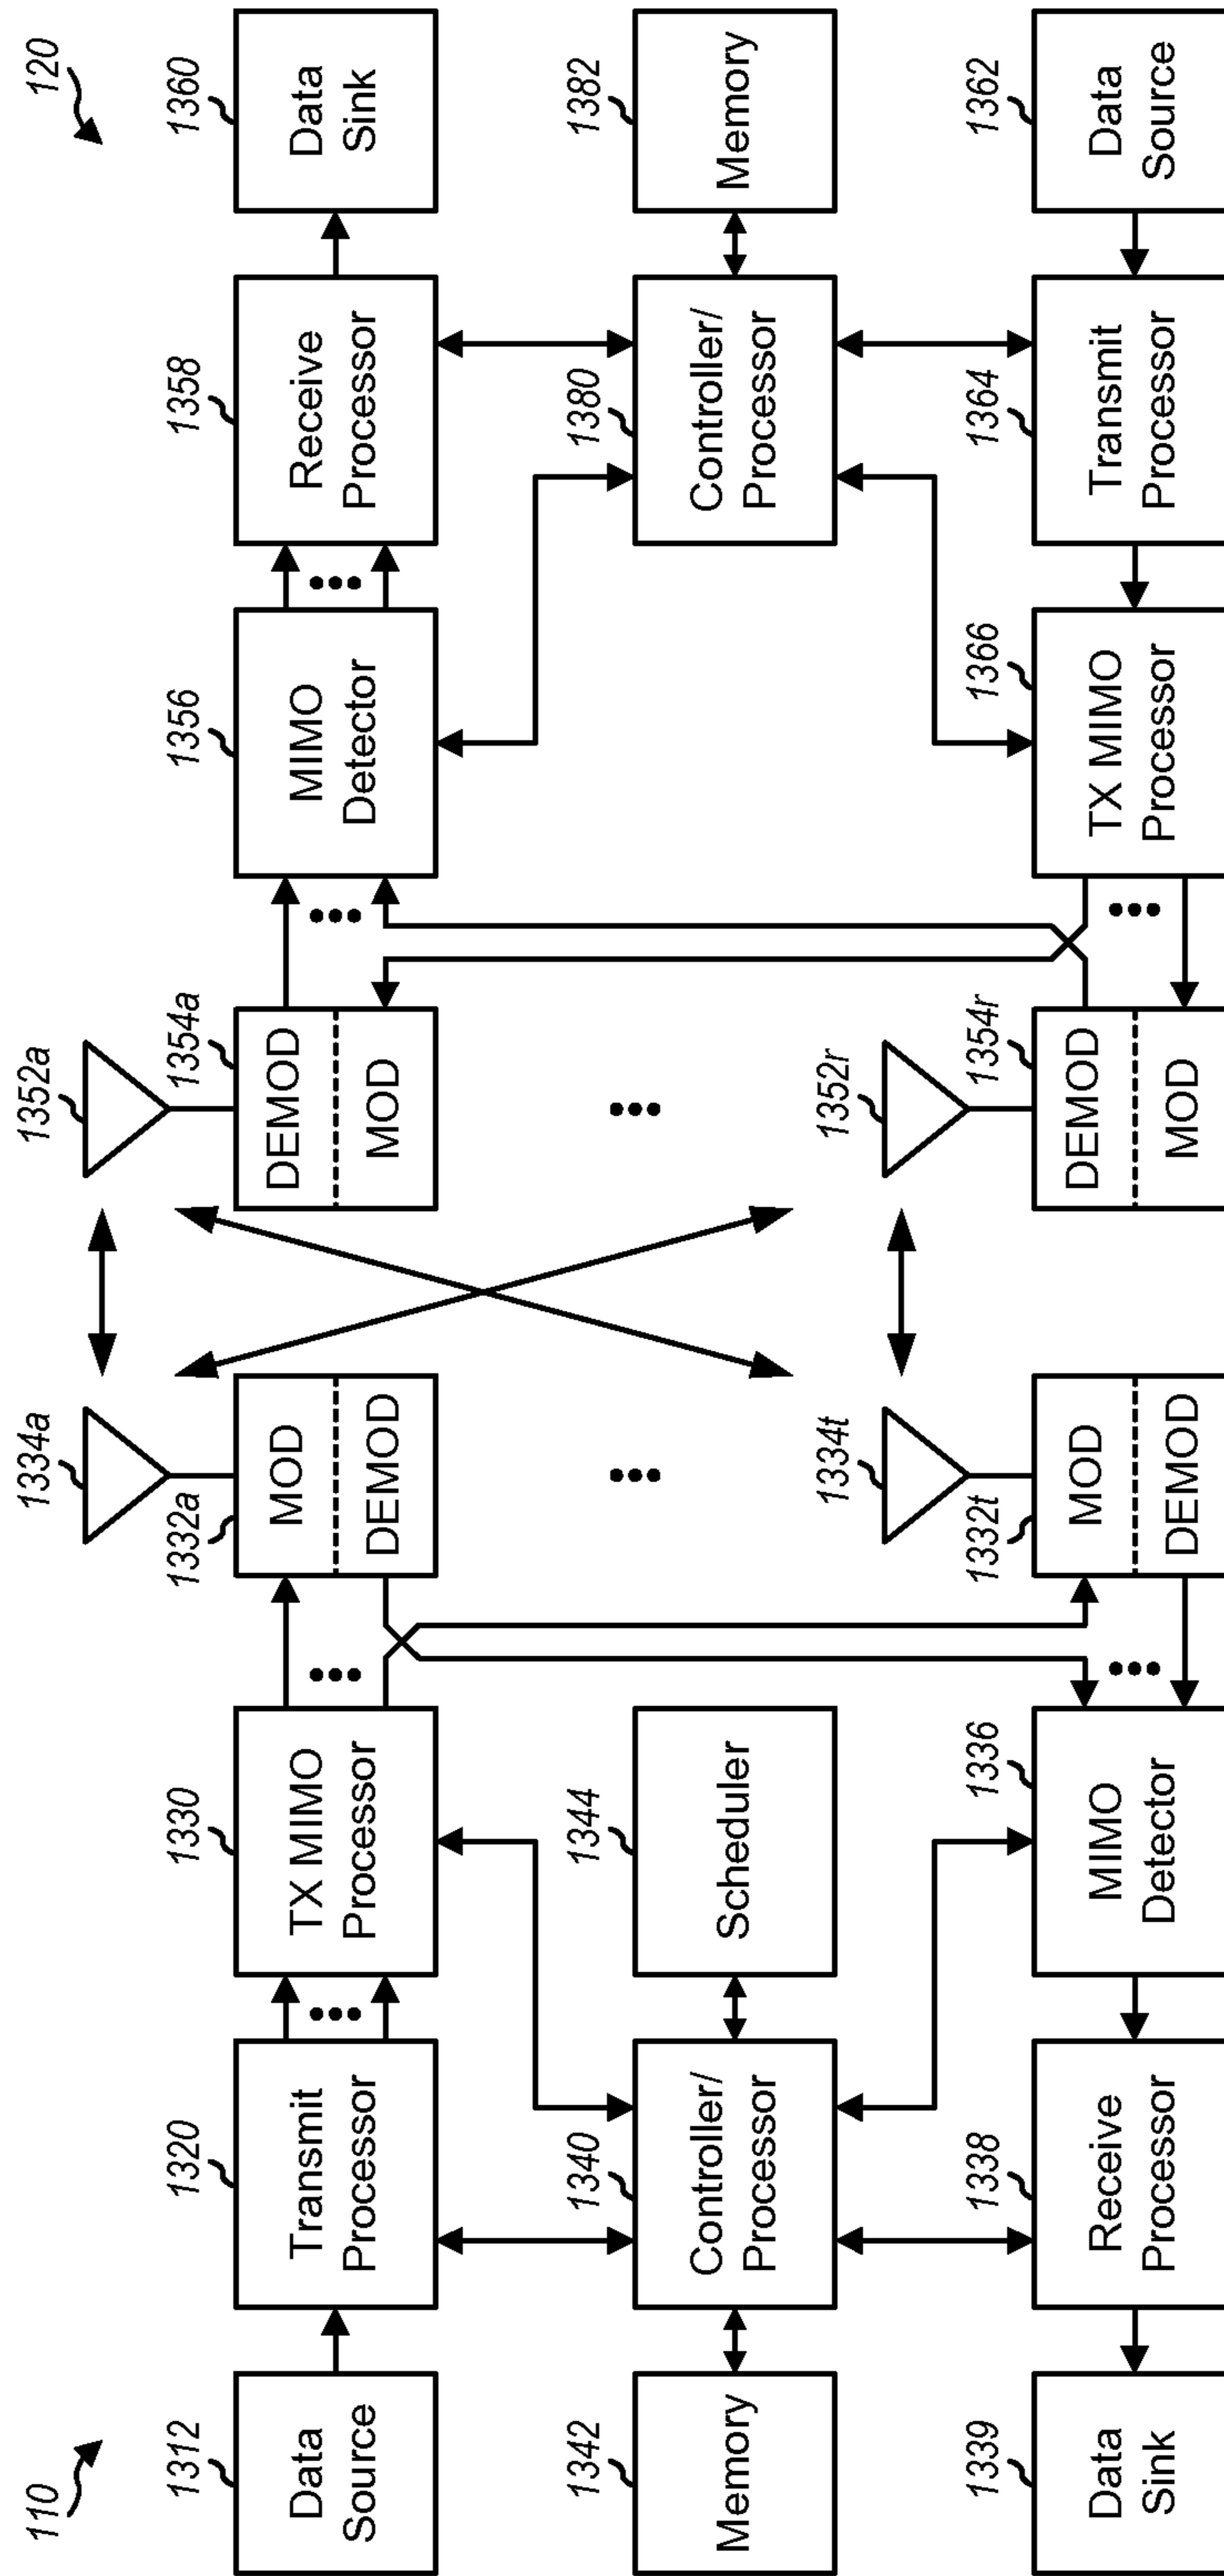 110
120
1312
Data
Source
1320
Transmit
Processor
1330
TX MIMO
Processor
1332a
MOD
DEMOD
1334a
1352a
1354a
DEMOD
MOD
1356
MIMO
Detector
1358
Receive
Processor
1360
Data
Sink
1342
Memory
1340
Controller/
Processor
1344
Scheduler
1380
Controller/
Processor
1382
Memory
1339
Data
Sink
1338
Receive
Processor
1336
MIMO
Detector
1332t
MOD
DEMOD
1334t
1352r
1354r
DEMOD
MOD
1366
TX MIMO
Processor
1364
Transmit
Processor
1362
Data
Source